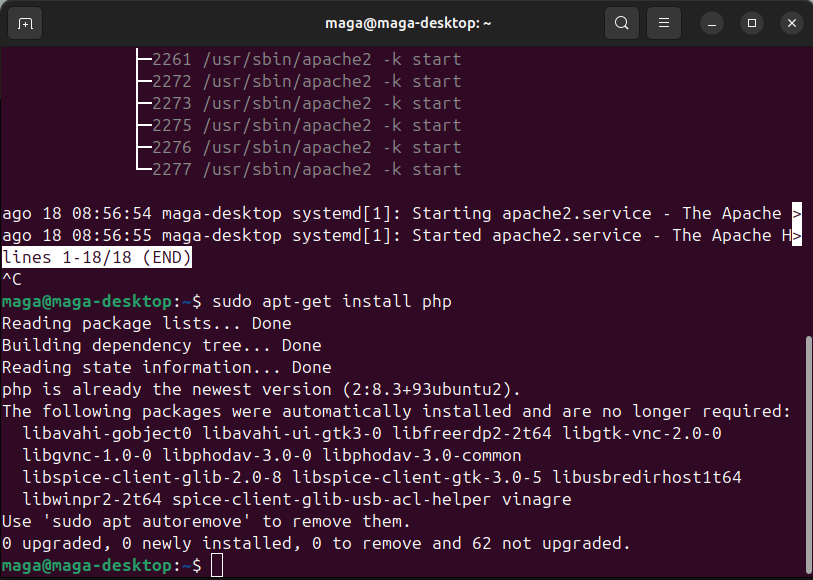 maga@maga-desktop: ~
2261 /usr/sbin/apache2 -k start
2272 /usr/sbin/apache2 -k start
2273 /usr/sbin/apache2 -k start
2275 /usr/sbin/apache2 -k start
2276 /usr/sbin/apache2 -k start
2277 /usr/sbin/apache2 -k start
ago 18 08:56:54 maga-desktop systemd[1]: Starting apache2.service - The Apache >
ago 18 08:56:55 maga-desktop systemd[1]: Started apache2.service - The Apache H>
lines 1-18/18 (END)
^C
maga@maga-desktop:~$ sudo apt-get install php
Reading package lists... Done
Building dependency tree... Done
Reading state information... Done
php is already the newest version (2:8.3+93ubuntu2).
The following packages were automatically installed and are no longer required:
libavahi-gobject0 libavahi-ui-gtk3-0 libfreerdp2-2t64 libgtk-vnc-2.0-0
libgvnc-1.0-0 libphodav-3.0-0 libphodav-3.0-common
libspice-client-glib-2.0-8 libspice-client-gtk-3.0-5 libusbredirhost1t64
libwinpr2-2t64 spice-client-glib-usb-acl-helper vinagre
Use 'sudo apt autoremove' to remove them.
0 upgraded, 0 newly installed, 0 to remove and 62 not upgraded.
maga@maga-desktop:~$